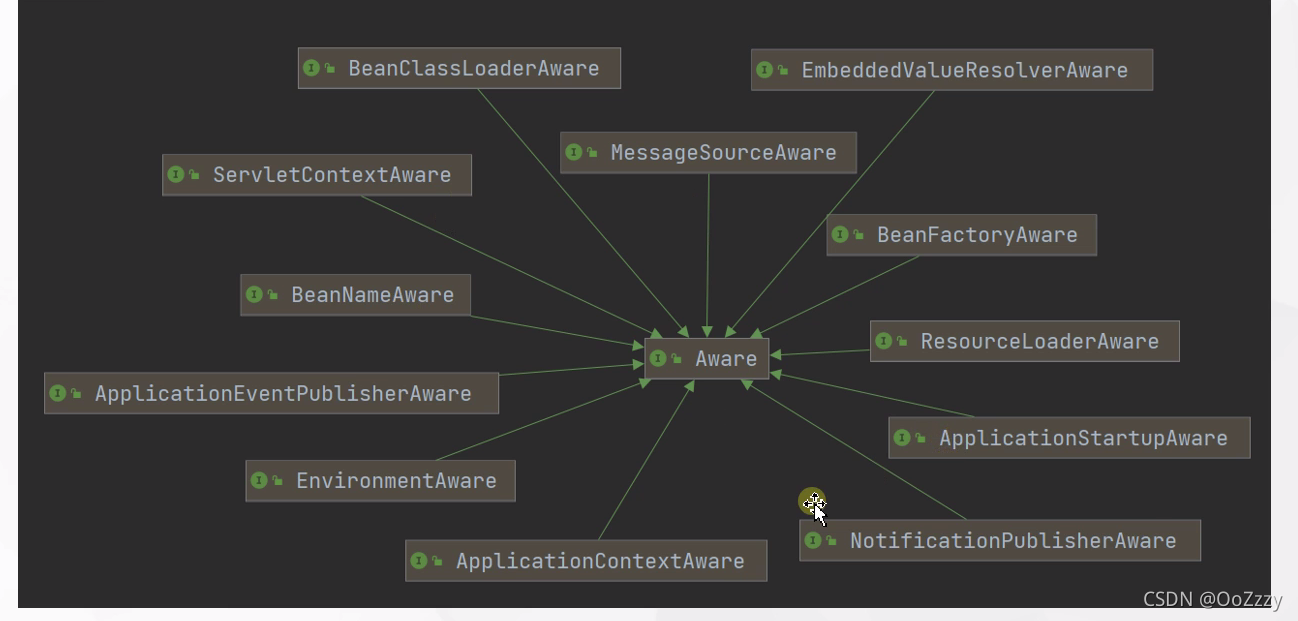 BeanClassLoaderAware
EmbeddedValueResolverAware
MessageSourceAware
ServletContextAware
BeanFactoryAware
BeanNameAware
ResourceLoaderAware
Aware
ApplicationEventPublisherAware
ApplicationStartupAware
EnvironmentAware
NotificationPublisherAware
ApplicationContextAware
CSDN @OoZzzy